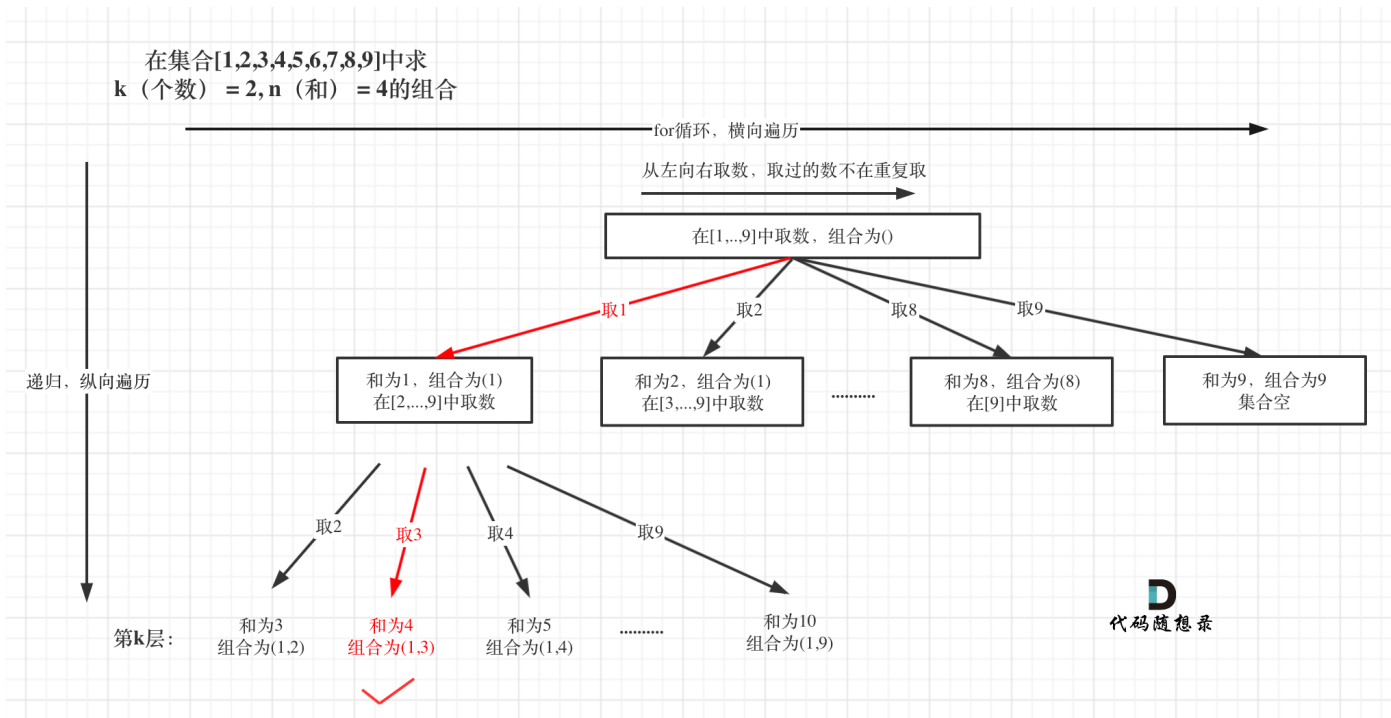 在集合[1,2,3,4,5,6,7,8,9]中求
k（个数）= 2, n（和）= 4的组合
for循环，横向遍历
从左向右取数，取过的数不在重复取
在[1,..,9]中取数，组合为()
取1
取2
取8
取9
递归，纵向遍历
和为1，组合为(1)
在[2,...,9]中取数
和为2，组合为(1)
在[3,...,9]中取数
..........
和为8，组合为(8)
在[9]中取数
和为9，组合为9
集合空
取2
取3
取4
取9
第k层：
和为3
组合为(1,2)
和为4
组合为(1,3)
和为5
组合为(1,4)
..........
和为10
组合为(1,9)
代码随想录